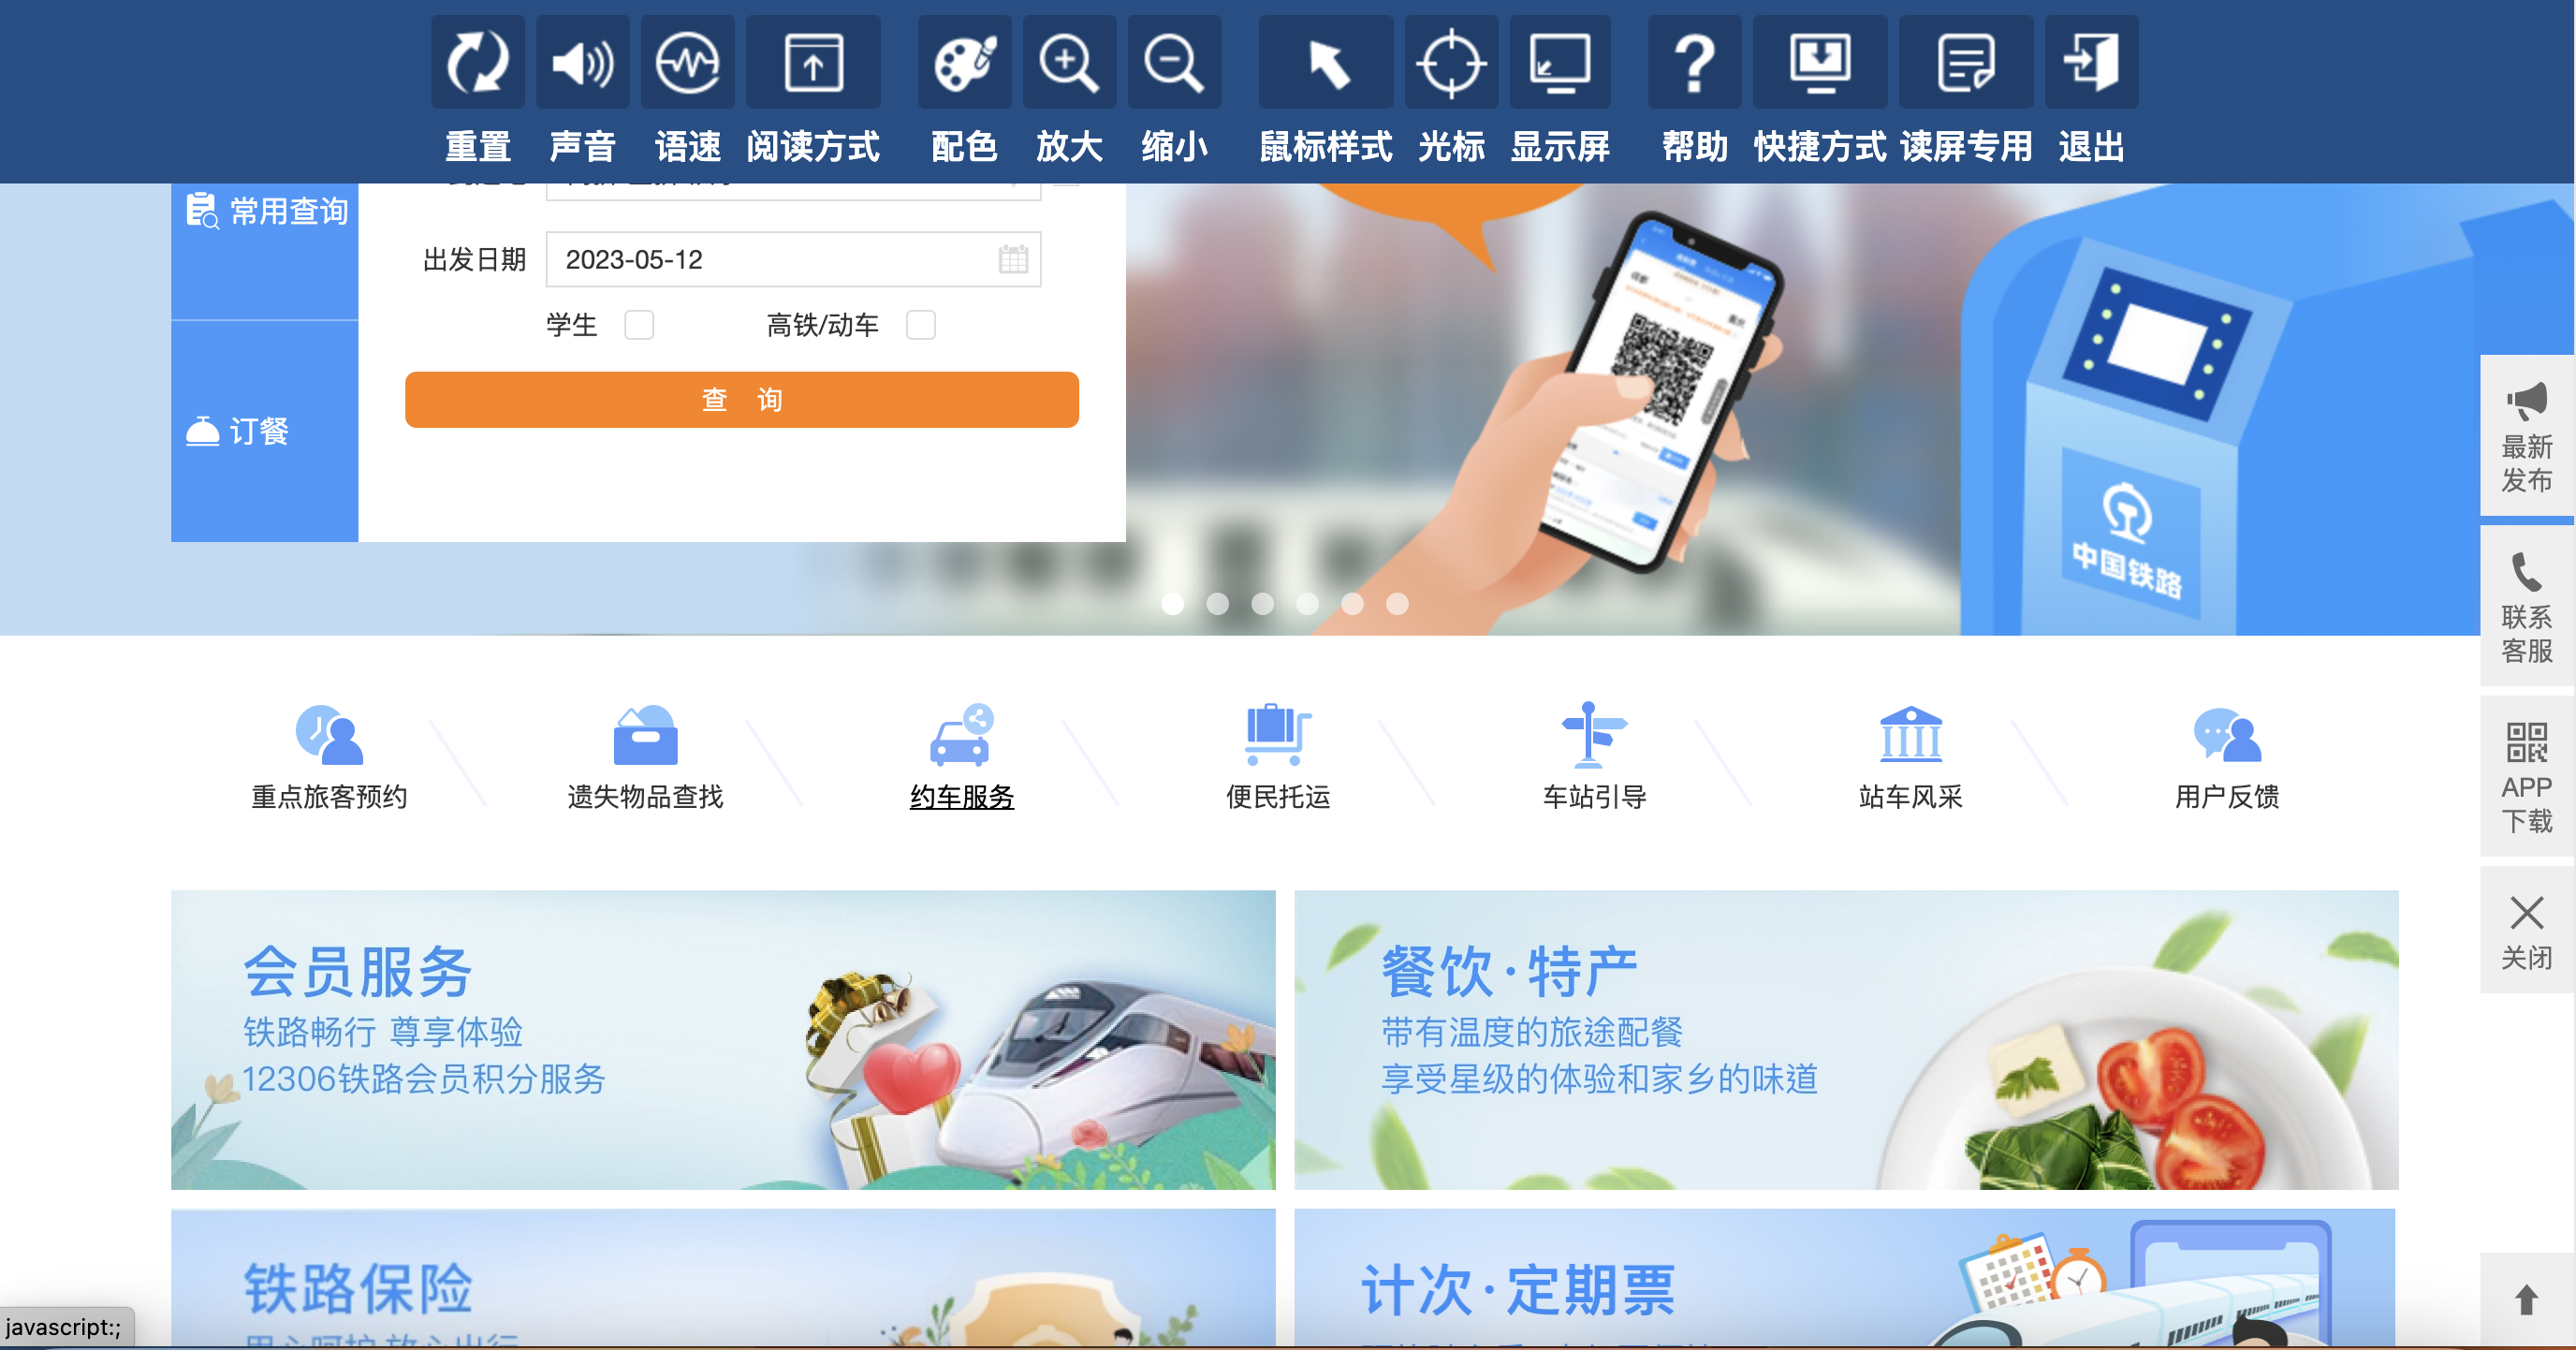 重置 声音 语速 阅读方式 配色 放大 缩小 鼠标样式 光标 显示屏 帮助 快捷方式 读屏专用 退出
常用查询
出发日期 2023-05-12
学生 高铁/动车
查 询
订餐
中国铁路
最新
发布
联系
客服
APP
下载
关闭
重点旅客预约 遗失物品查找 约车服务 便民托运 车站引导 站车风采 用户反馈
会员服务
铁路畅行 尊享体验
12306铁路会员积分服务
餐饮·特产
带有温度的旅途配餐
享受星级的体验和家乡的味道
铁路保险
计次·定期票
javascript:;